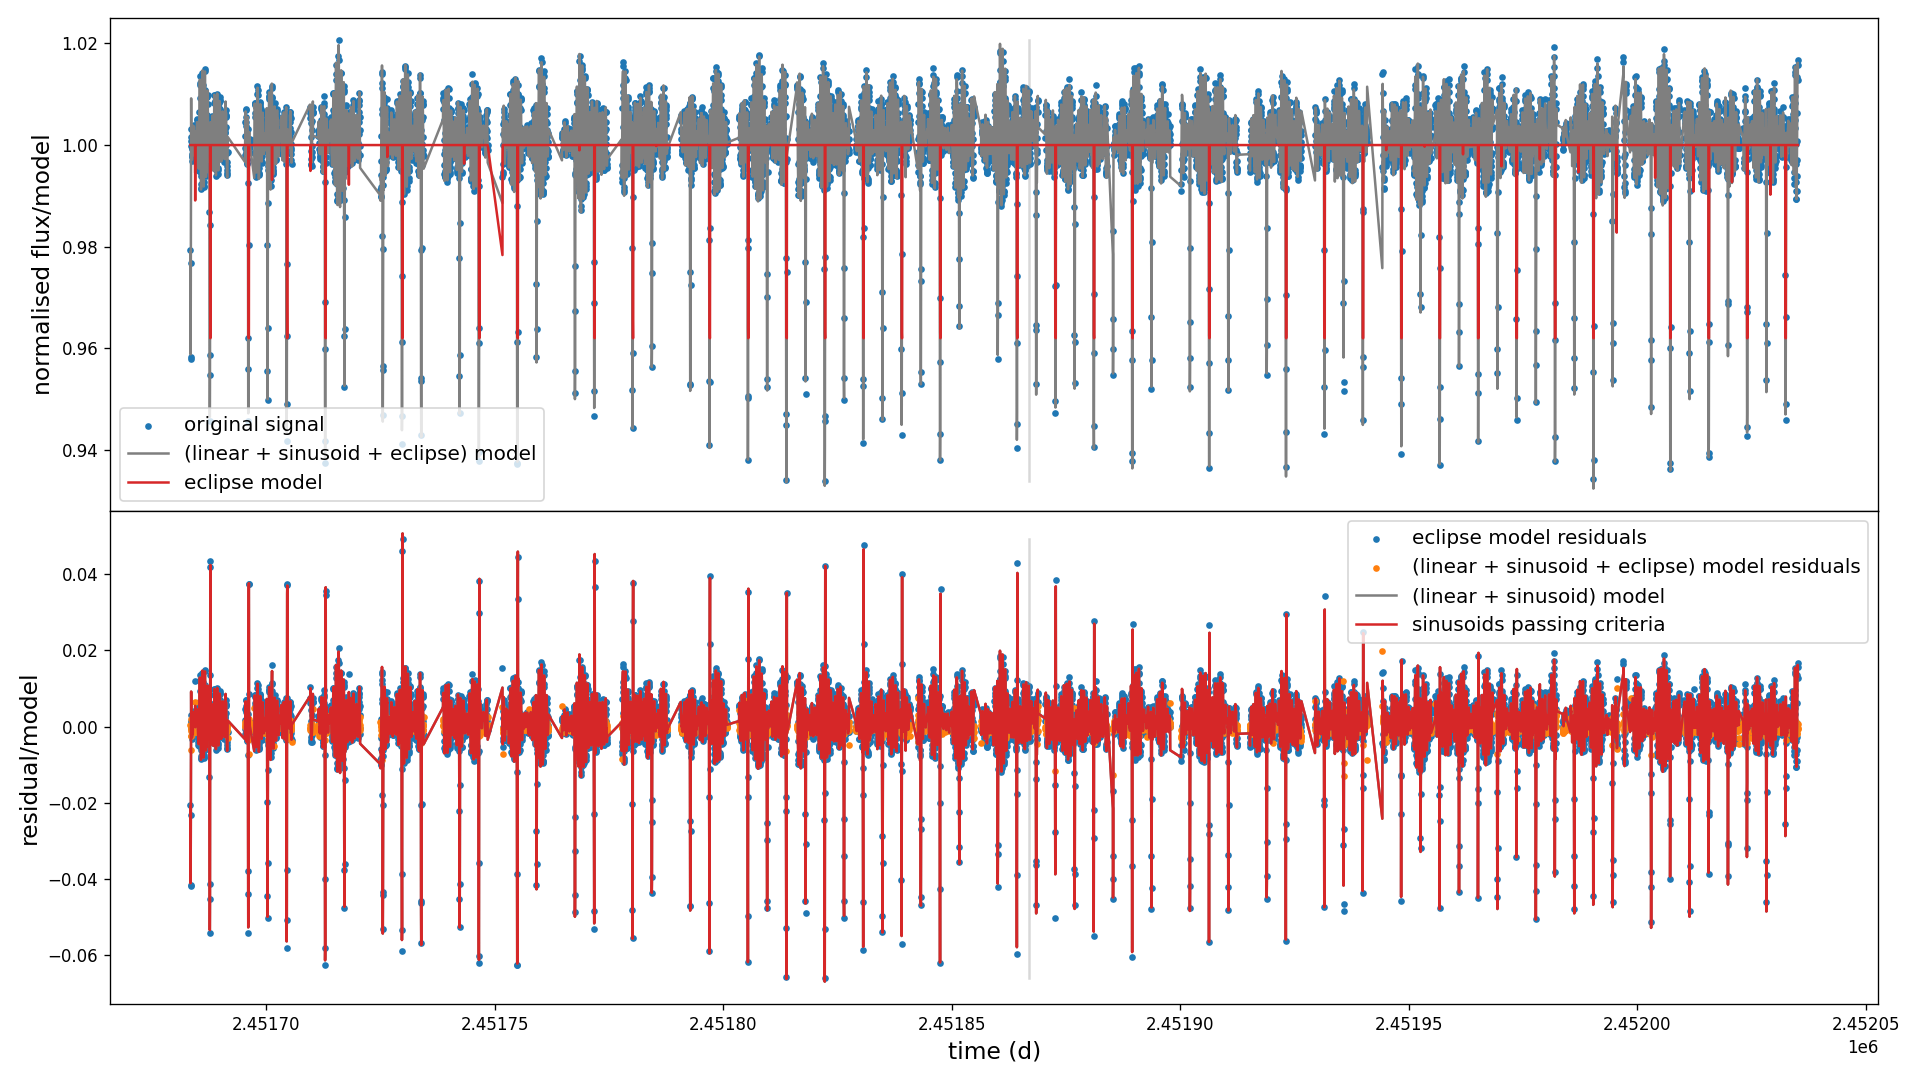 1.02
1.00
0.98
0.96
0.94
normalised flux/model
original signal
(linear + sinusoid + eclipse) model
eclipse model
0.04
0.02
0.00
−0.02
−0.04
−0.06
residual/model
eclipse model residuals
(linear + sinusoid + eclipse) model residuals
(linear + sinusoid) model
sinusoids passing criteria
2.45170
2.45175
2.45180
2.45185
2.45190
2.45195
2.45200
2.45205
time (d)
1e6